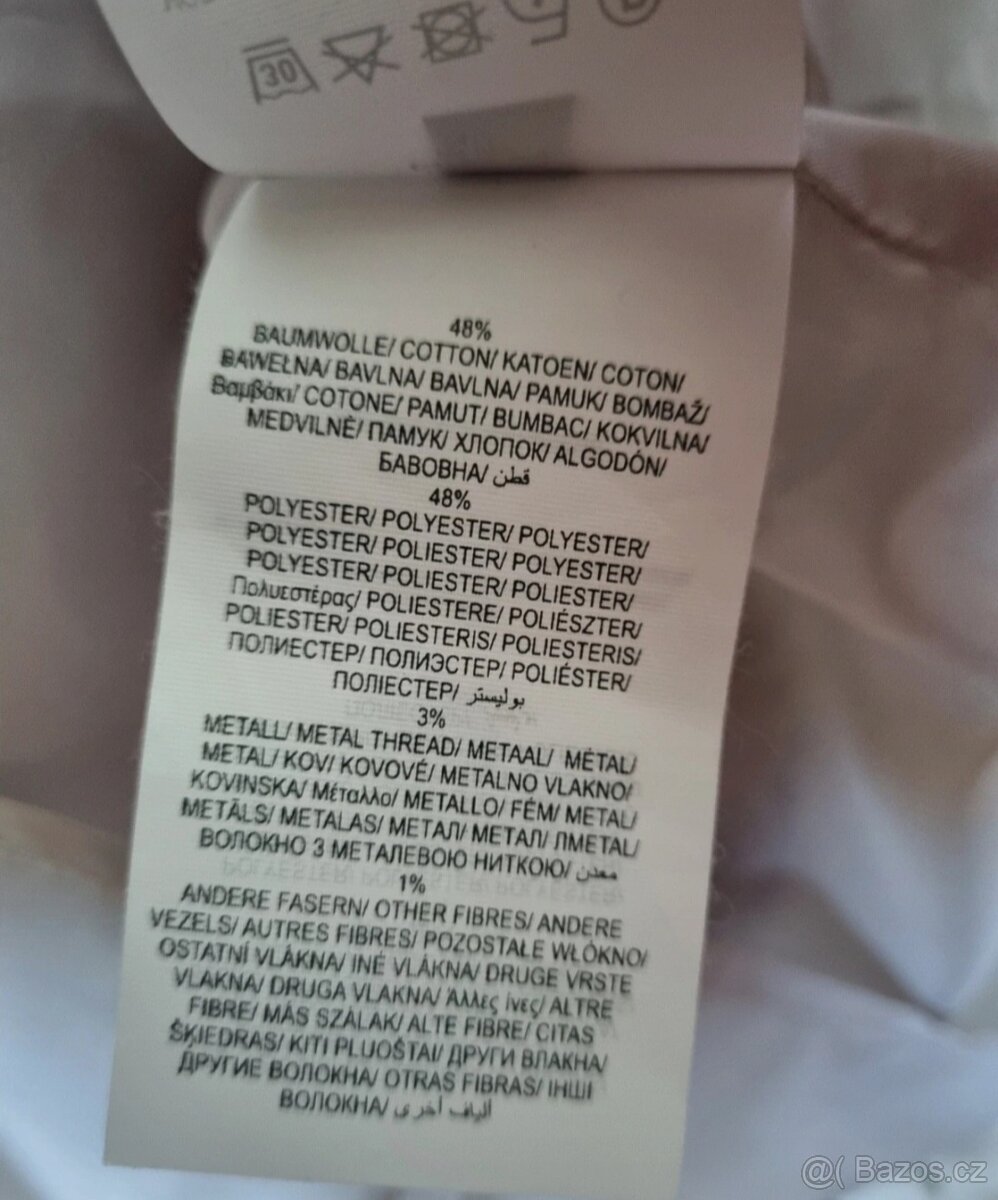 30
48%
BAUMWOLLE/ COTTON/ KATOEN/ COTON/
BAWEŁNA/ BAVLNA/ BAVLNA/ PAMUK/ BOMBAŽ/
Βαμβάκι/ COTONE/ PAMUT/ BUMBAC/ KOKVILNA/
MEDVILNĖ/ ПАМУК/ ХЛОПОК/ ALGODÓN/
БАВОВНА/ قطن
48%
POLYESTER/ POLYESTER/ POLYESTER/
POLYESTER/ POLIESTER/ POLYESTER/
POLYESTER/ POLIESTER/ POLIESTER/
Πολυεστέρας/ POLIESTERE/ POLIÉSZTER/
POLIESTER/ POLIESTERIS/ POLIESTERIS/
ПОЛИЕСТЕР/ ПОЛИЭСТЕР/ POLIÉSTER/
ПОЛІЕСТЕР/ بوليستر
3%
METALL/ METAL THREAD/ METAAL/ MÉTAL/
METAL/ KOV/ KOVOVÉ/ METALNO VLAKNO/
KOVINSKA/ Μέταλλο/ METALLO/ FÉM/ METAL/
METĀLS/ METALAS/ МЕТАЛ/ МЕТАЛ/ ЛMETAL/
ВОЛОКНО З МЕТАЛЕВОЮ НИТКОЮ/ معدن
1%
ANDERE FASERN/ OTHER FIBRES/ ANDERE
VEZELS/ AUTRES FIBRES/ POZOSTAŁE WŁÓKNO/
OSTATNÍ VLÁKNA/ INÉ VLÁKNA/ DRUGE VRSTE
VLAKNA/ DRUGA VLAKNA/ Άλλες ίνες/ ALTRE
FIBRE/ MÁS SZÁLAK/ ALTE FIBRE/ CITAS
ŠĶIEDRAS/ KITI PLUOŠTAI/ ДРУГИ ВЛАКНА/
ДРУГИЕ ВОЛОКНА/ OTRAS FIBRAS/ ІНШІ
ВОЛОКНА/ ألياف أخرى
@( Bazos.cz